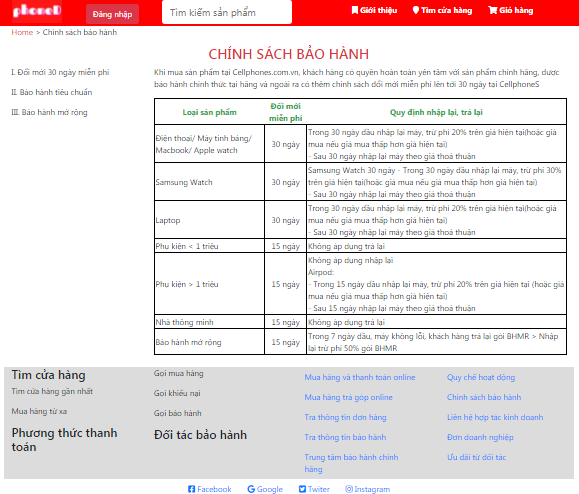 phoneD
Đăng nhập
Tìm kiếm sản phẩm
Giới thiệu
Tìm cửa hàng
Giỏ hàng
Home > Chính sách bảo hành
CHÍNH SÁCH BẢO HÀNH
I. Đổi mới 30 ngày miễn phí
II. Bảo hành tiêu chuẩn
III. Bảo hành mở rộng
Khi mua sản phẩm tại Cellphones.com.vn, khách hàng có quyền hoàn toàn yên tâm với sản phẩm chính hãng, được
bảo hành chính thức tại hãng và ngoài ra có thêm chính sách đổi mới miễn phí lên tới 30 ngày tại CellphoneS
Loại sản phẩm
Đổi mới
miễn phí
Quy định nhập lại, trả lại
Điện thoại/ Máy tính bảng/
Macbook/ Apple watch
30 ngày
Trong 30 ngày đầu nhập lại máy, trừ phí 20% trên giá hiện tại(hoặc giá
mua nếu giá mua thấp hơn giá hiện tại)
- Sau 30 ngày nhập lại máy theo giá thoả thuận
Samsung Watch
30 ngày
Samsung Watch 30 ngày - Trong 30 ngày đầu nhập lại máy, trừ phí 30%
trên giá hiện tại(hoặc giá mua nếu giá mua thấp hơn giá hiện tại)
- Sau 30 ngày nhập lại máy theo giá thoả thuận
Laptop
30 ngày
Trong 30 ngày đầu nhập lại máy, trừ phí 20% trên giá hiện tại(hoặc giá
mua nếu giá mua thấp hơn giá hiện tại)
- Sau 30 ngày nhập lại máy theo giá thoả thuận
Phụ kiện < 1 triệu
15 ngày
Không áp dụng trả lại
Phụ kiện > 1 triệu
15 ngày
Không áp dụng nhập lại
Airpod:
- Trong 15 ngày đầu nhập lại máy, trừ phí 20% trên giá hiện tại (hoặc giá
mua nếu giá mua thấp hơn giá hiện tại)
- Sau 15 ngày nhập lại máy theo giá thoả thuận
Nhà thông minh
15 ngày
Không áp dụng trả lại
Bảo hành mở rộng
15 ngày
Trong 7 ngày đầu, máy không lỗi, khách hàng trả lại gói BHMR > Nhập
lại trừ phí 50% gói BHMR
Tìm cửa hàng
Tìm cửa hàng gần nhất
Mua hàng từ xa
Phương thức thanh
toán
Gọi mua hàng
Gọi khiếu nại
Gọi bảo hành
Đối tác bảo hành
Mua hàng và thanh toán online
Mua hàng trả góp online
Tra thông tin đơn hàng
Tra thông tin bảo hành
Trung tâm bảo hành chính
hãng
Quy chế hoạt động
Chính sách bảo hành
Liên hệ hợp tác kinh doanh
Đơn doanh nghiệp
Ưu đãi từ đối tác
Facebook
Google
Twiter
Instagram